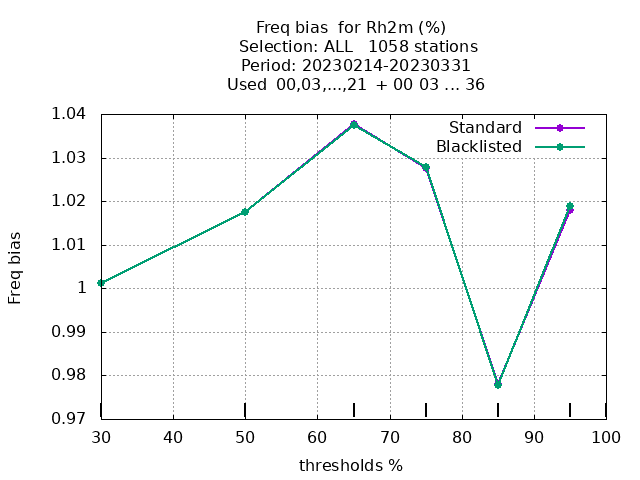 Freq bias  for Rh2m (%)
Selection: ALL   1058 stations
Period: 20230214-20230331
Used  00,03,...,21  + 00 03 ... 36
Standard
Blacklisted
1.04
1.03
1.02
1.01
1
0.99
0.98
0.97
Freq bias
30 40 50 60 70 80 90 100
thresholds %